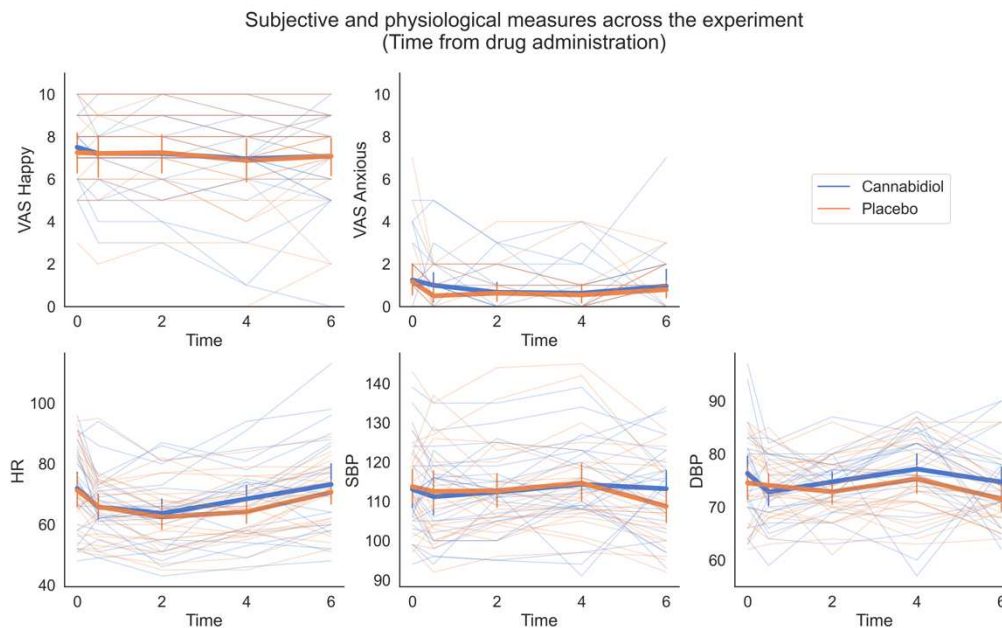 Subjective and physiological measures across the experiment
(Time from drug administration)
10
8
6
4
2
0
VAS Happy
0 2 4 6
Time
10
8
6
4
2
0
VAS Anxious
0 2 4 6
Time
Cannabidiol
Placebo
100
80
60
40
HR
0 2 4 6
Time
140
130
120
110
100
90
SBP
0 2 4 6
Time
90
80
70
60
DBP
0 2 4 6
Time